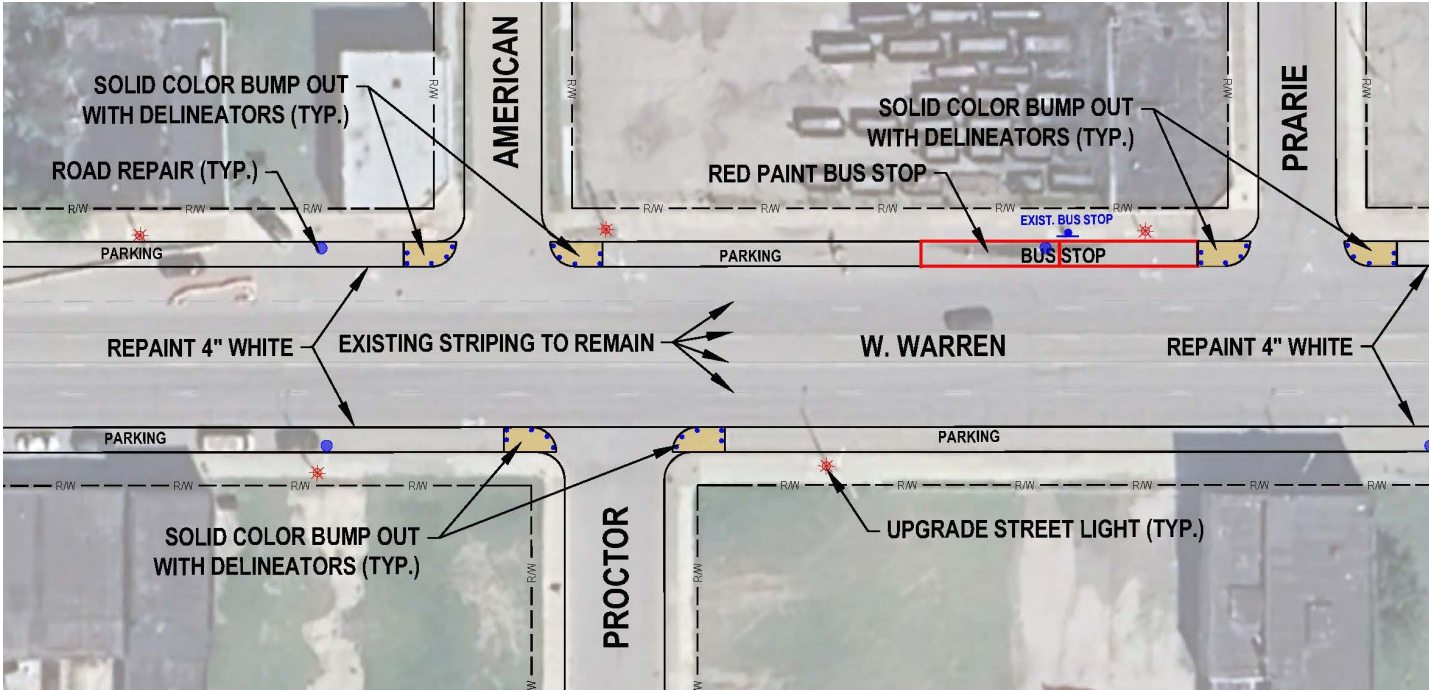 AMERICAN
PRARIE
SOLID COLOR BUMP OUT
WITH DELINEATORS (TYP.)
SOLID COLOR BUMP OUT
WITH DELINEATORS (TYP.)
R/W
R/W
R/W
R/W
ROAD REPAIR (TYP.)
RED PAINT BUS STOP
R/W
R/W
R/W
R/W
R/W
R/W
R/W
R/W
EXIST. BUS STOP
PARKING
PARKING
BUS STOP
REPAINT 4" WHITE
EXISTING STRIPING TO REMAIN
W. WARREN
REPAINT 4" WHITE
PARKING
PARKING
R/W
R/W
R/W
R/W
R/W
R/W
R/W
R/W
R/W
R/W
SOLID COLOR BUMP OUT
WITH DELINEATORS (TYP.)
PROCTOR
UPGRADE STREET LIGHT (TYP.)
R/W
R/W